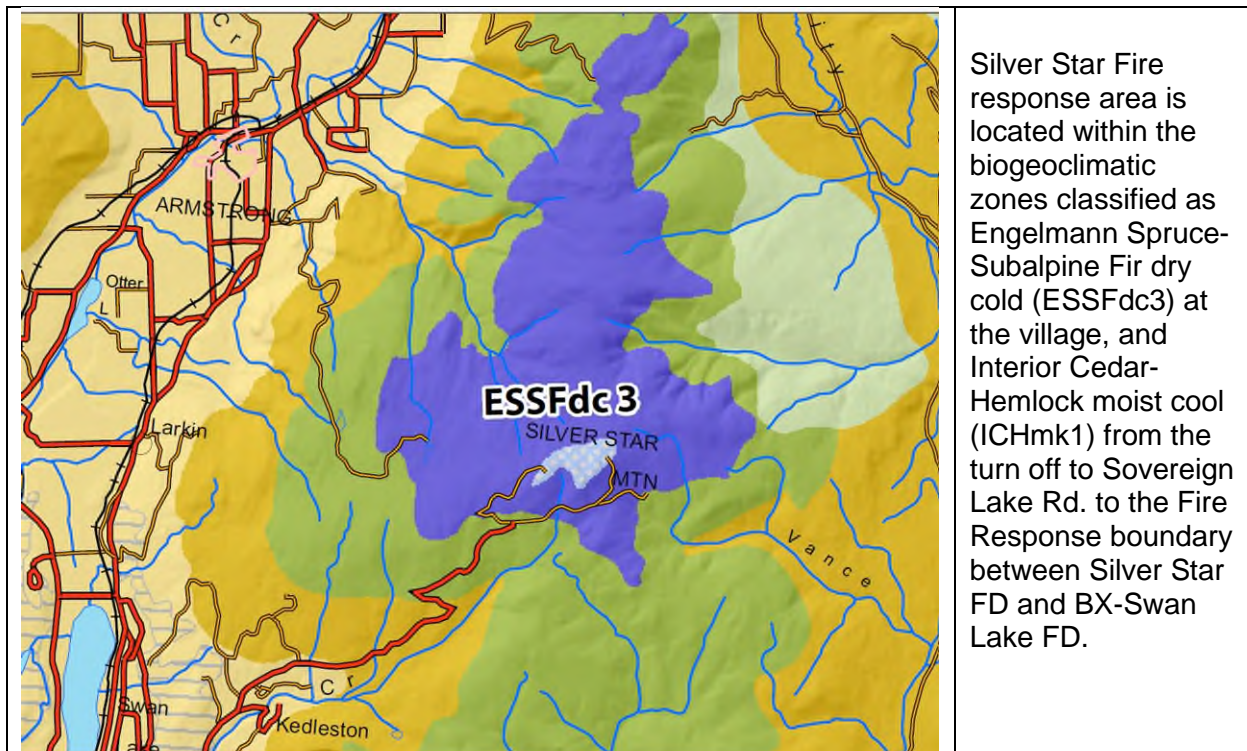 C r
i t y
ARMSTRONG
Otter
L
ESSFdc 3
SILVER STAR
MTN
Larkin
Vance
Cr
Swan
Lake
Kedleston
Silver Star Fire
response area is
located within the
biogeoclimatic
zones classified as
Engelmann Spruce-
Subalpine Fir dry
cold (ESSFdc3) at
the village, and
Interior Cedar-
Hemlock moist cool
(ICHmk1) from the
turn off to Sovereign
Lake Rd. to the Fire
Response boundary
between Silver Star
FD and BX-Swan
Lake FD.